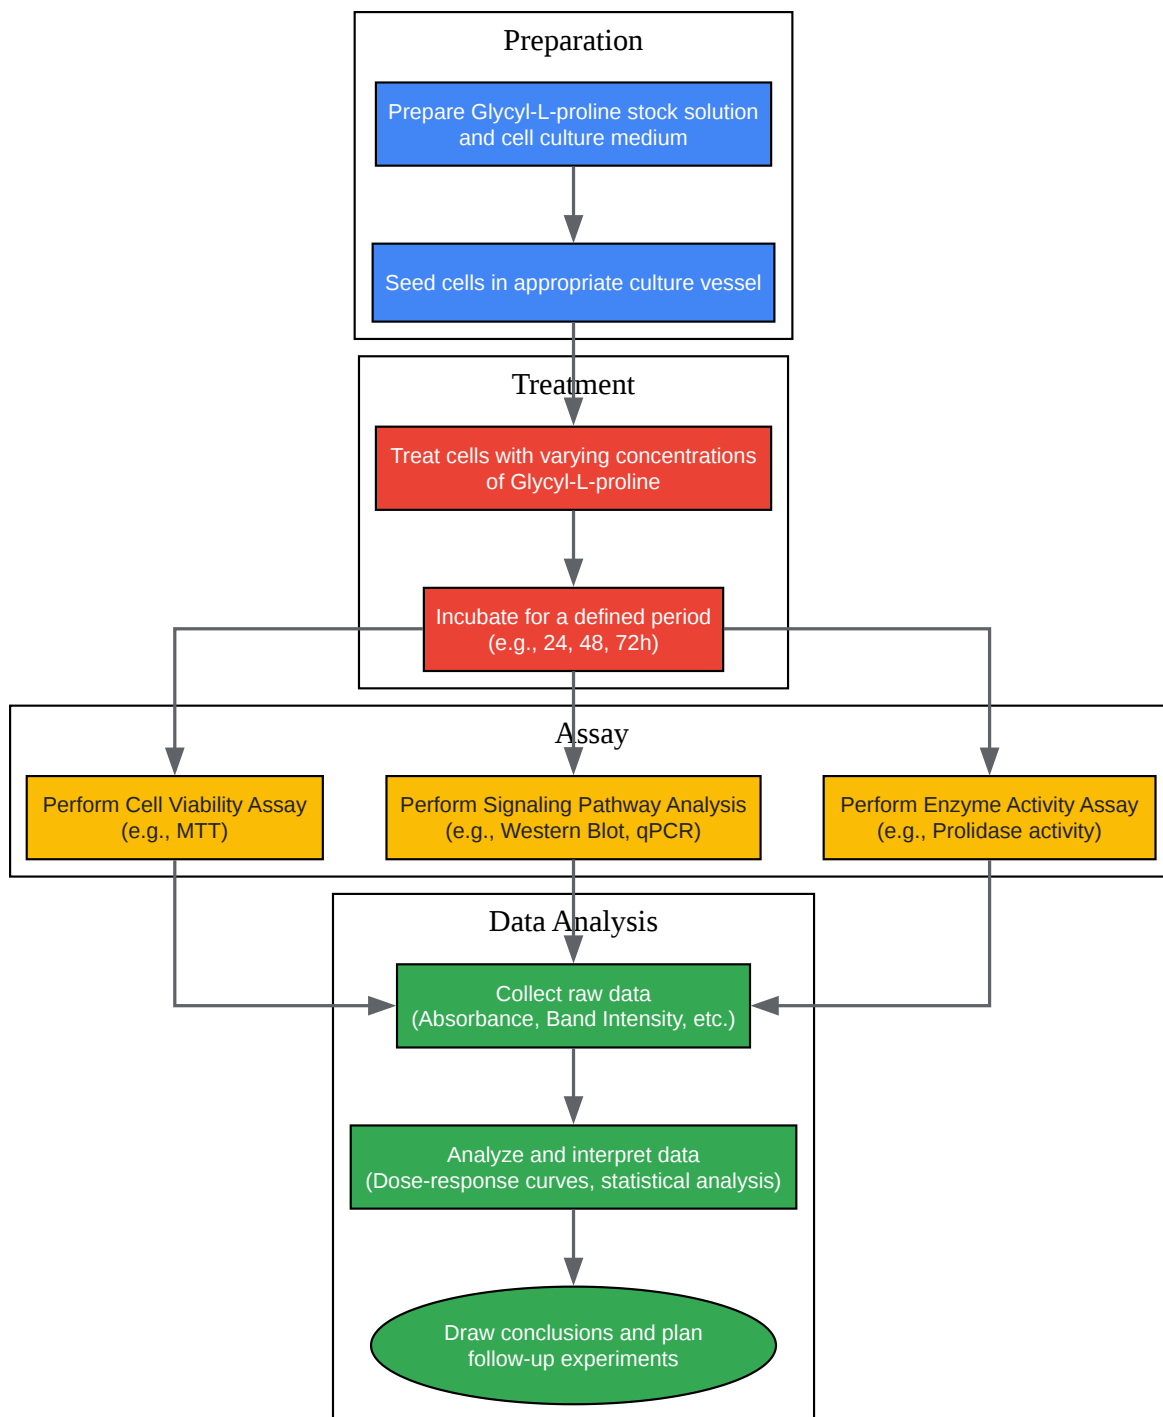 Preparation
Prepare Glycyl-L-proline stock solution
and cell culture medium
Seed cells in appropriate culture vessel
Treatment
Treat cells with varying concentrations
of Glycyl-L-proline
Incubate for a defined period
(e.g., 24, 48, 72h)
Assay
Perform Cell Viability Assay
(e.g., MTT)
Perform Signaling Pathway Analysis
(e.g., Western Blot, qPCR)
Perform Enzyme Activity Assay
(e.g., Prolidase activity)
Data Analysis
Collect raw data
(Absorbance, Band Intensity, etc.)
Analyze and interpret data
(Dose-response curves, statistical analysis)
Draw conclusions and plan
follow-up experiments